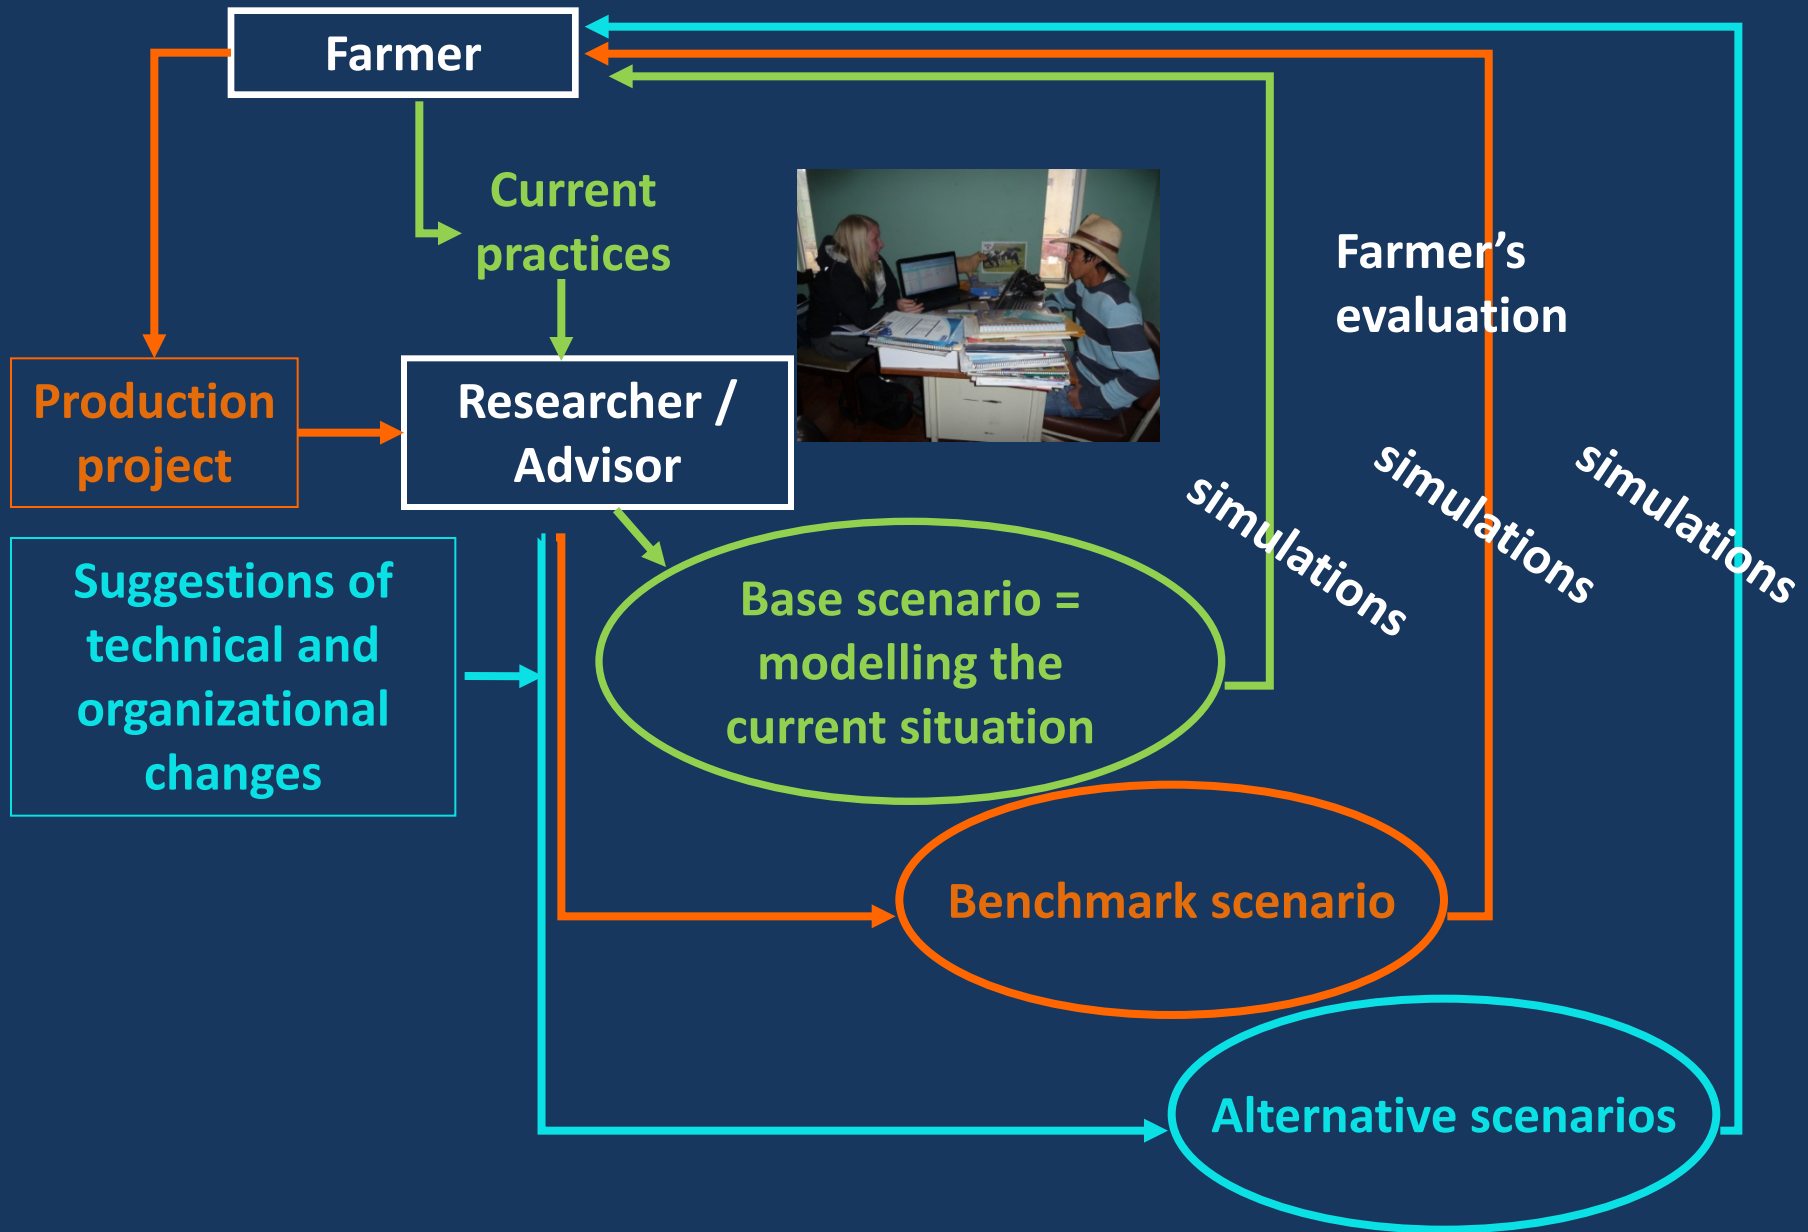 Farmer
Current
practices
Farmer’s
evaluation
Production
project
Researcher /
Advisor
simulations
simulations
simulations
Suggestions of
technical and
organizational
changes
Base scenario =
modelling the
current situation
Benchmark scenario
Alternative scenarios